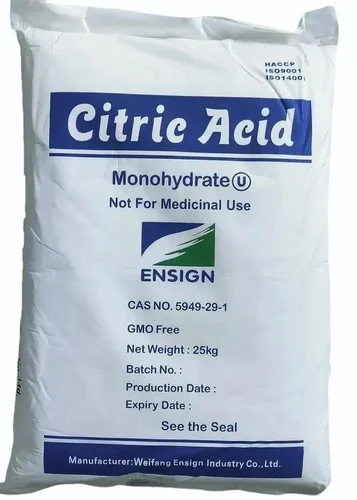 HACCP
ISO9001
ISO14001
Citric Acid
Monohydrate U
Not For Medicinal Use
ENSIGN
CAS NO. 5949-29-1
GMO Free
Net Weight : 25kg
Batch No. :
Production Date :
Expiry Date :
See the Seal
Manufacturer:Weifang Ensign Industry Co.,Ltd.